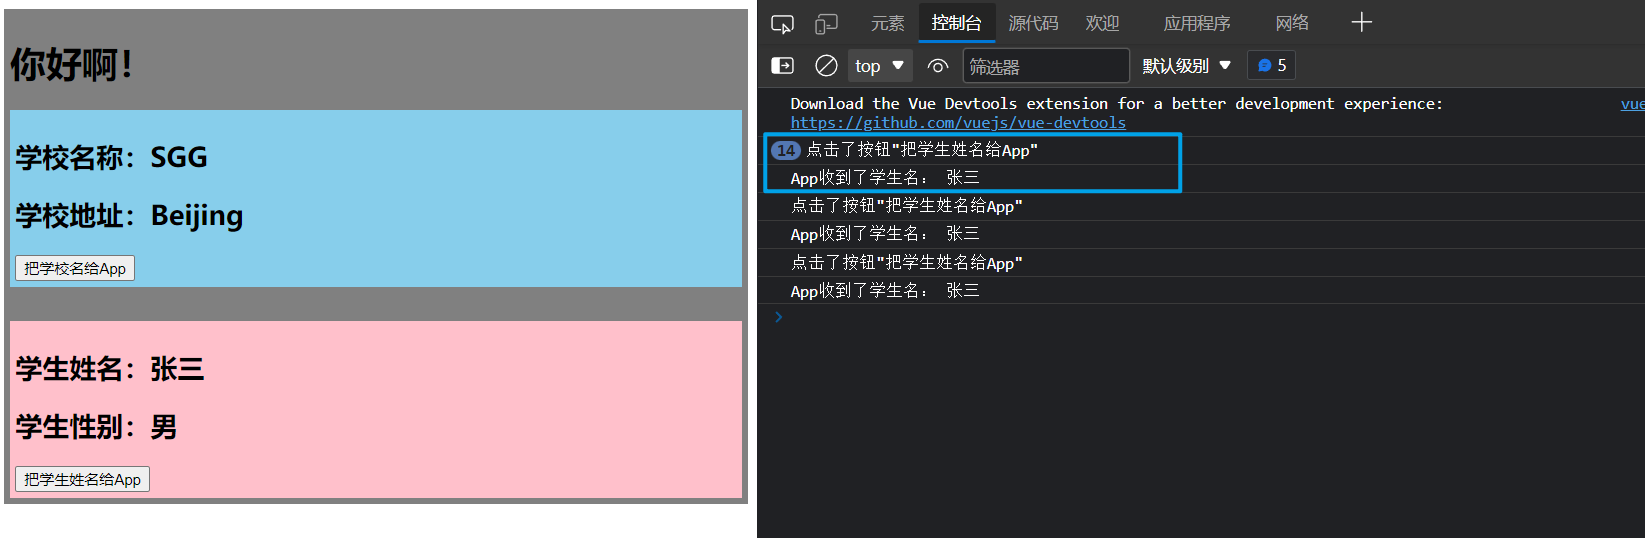 你好啊！
学校名称：SGG
学校地址：Beijing
把学校名给App
学生姓名：张三
学生性别：男
把学生姓名给App
元素 控制台 源代码 欢迎 应用程序 网络
top 筛选器 默认级别 5
Download the Vue Devtools extension for a better development experience: vue
https://github.com/vuejs/vue-devtools
14 点击了按钮"把学生姓名给App"
App收到了学生名： 张三
点击了按钮"把学生姓名给App"
App收到了学生名： 张三
点击了按钮"把学生姓名给App"
App收到了学生名： 张三